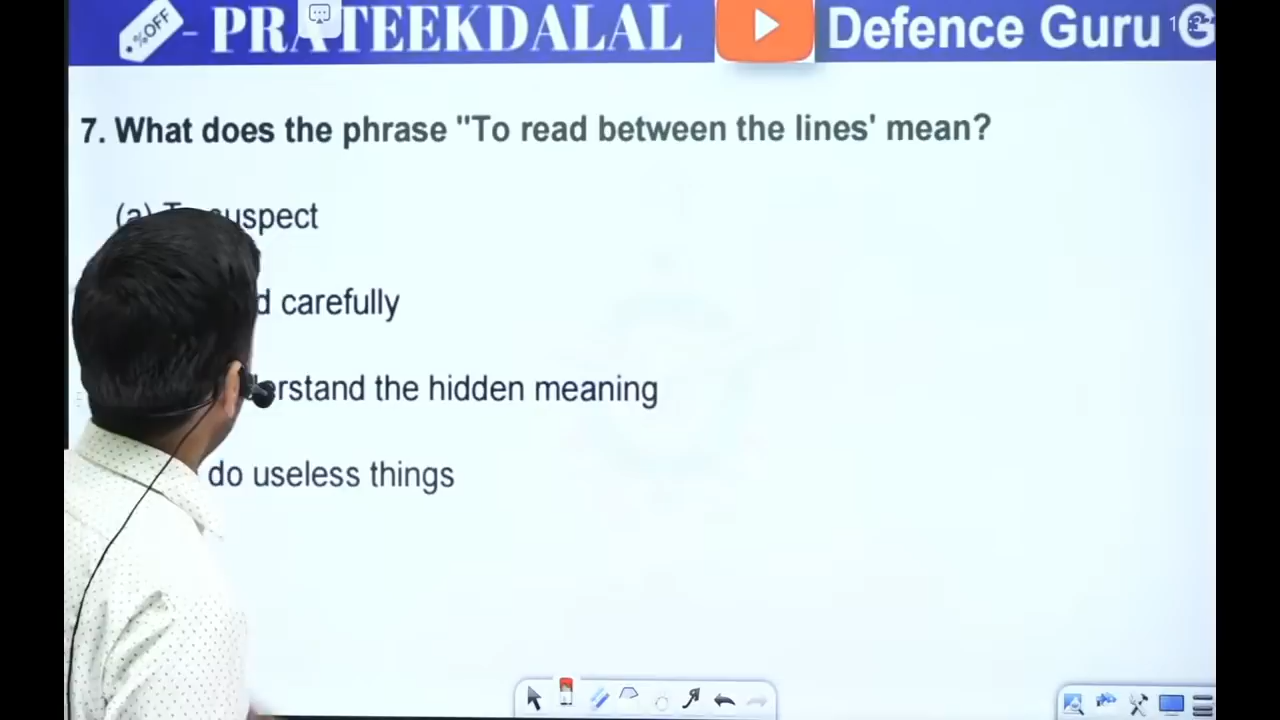 %OFF - PRATEEKDALAL Defence Guru G
7. What does the phrase "To read between the lines' mean?
suspect
carefully
the hidden meaning
do useless things